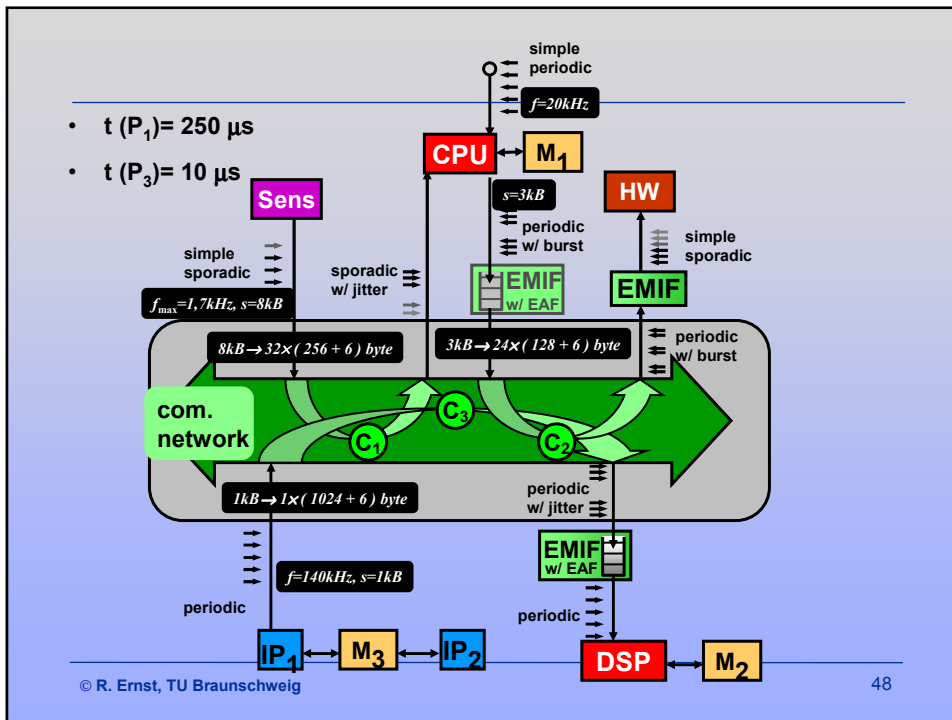 simple
periodic
f=20kHz
• t (P₁)= 250 µs
• t (P₃)= 10 µs
CPU
M₁
Sens
s=3kB
HW
simple
sporadic
sporadic
w/ jitter
periodic
w/ burst
simple
sporadic
EMIF
w/ EAF
EMIF
fmax=1,7kHz, s=8kB
8kB→32×( 256 + 6 ) byte
3kB→24×( 128 + 6 ) byte
periodic
w/ burst
com.
network
C₃
C₁
C₂
1kB→1×( 1024 + 6 ) byte
periodic
w/ jitter
EMIF
w/ EAF
f=140kHz, s=1kB
periodic
periodic
IP₁
M₃
IP₂
DSP
M₂
© R. Ernst, TU Braunschweig
48